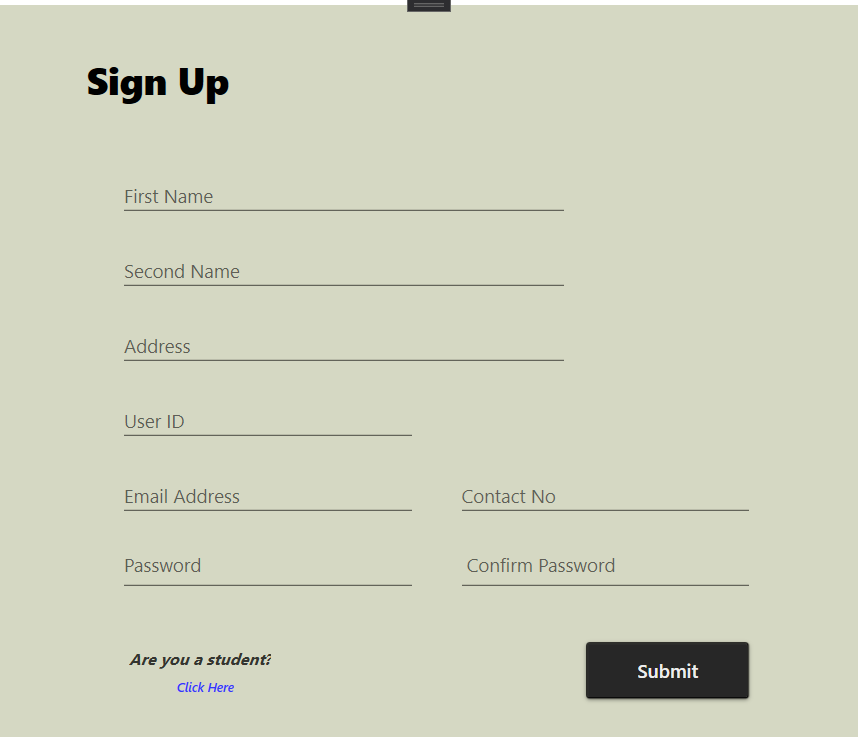 Sign Up
First Name
Second Name
Address
User ID
Email Address
Contact No
Password
Confirm Password
Are you a student?
Click Here
Submit